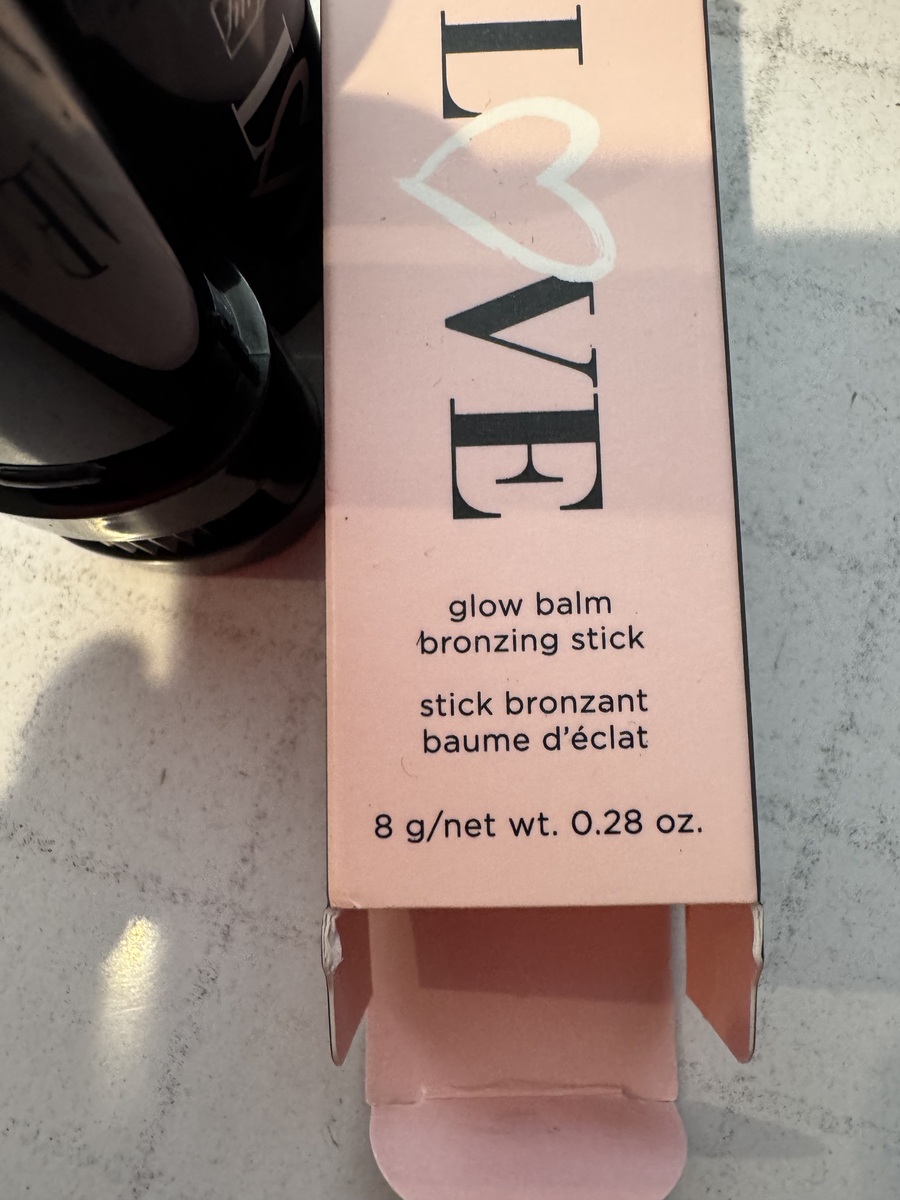 LOVE
glow balm
bronzing stick
stick bronzant
baume d'éclat
8 g/net wt. 0.28 oz.